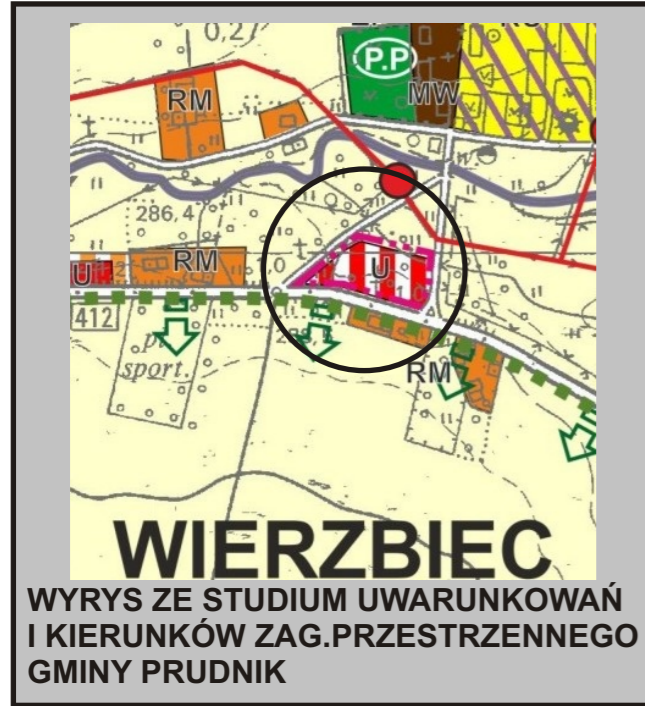 0,27
P.P
RM
MW
286,4
RM
U
U
412
sport.
RM
WIERZBIEC
WYRYS ZE STUDIUM UWARUNKOWAŃ
I KIERUNKÓW ZAG.PRZESTRZENNEGO
GMINY PRUDNIK